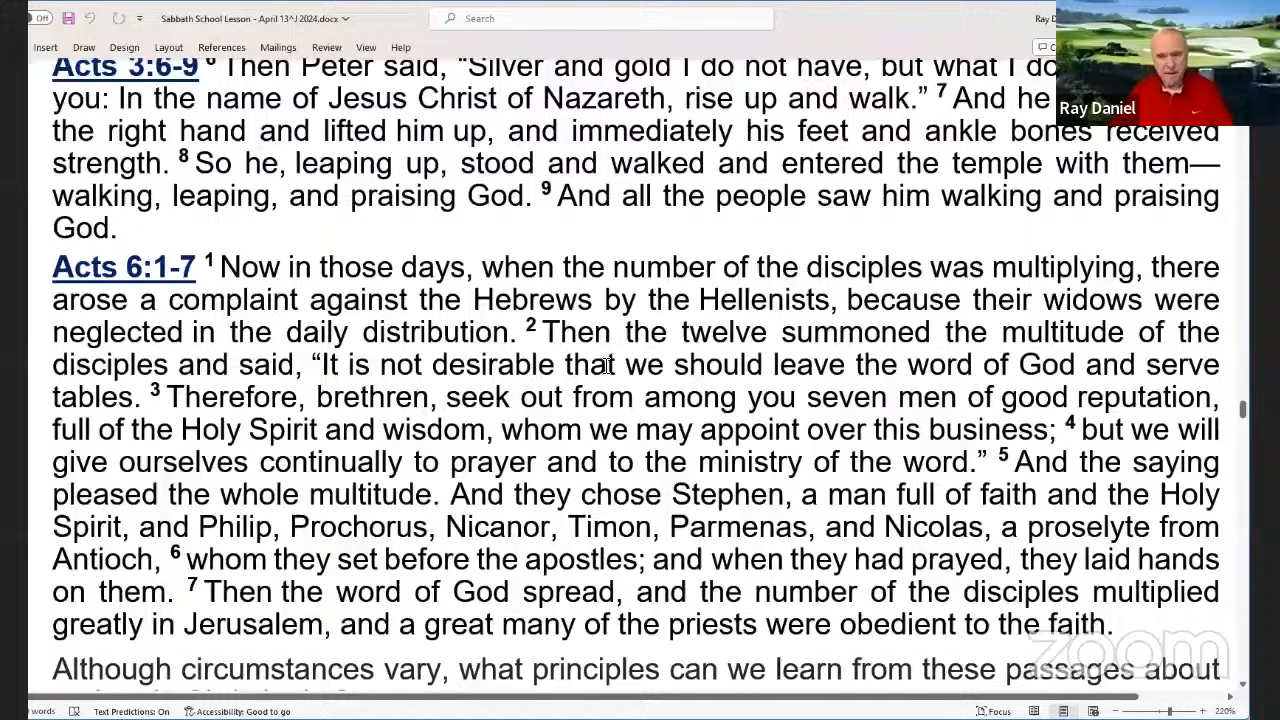 Off
Sabbath School Lesson - April 13^J 2024.docx
Search
Ray D
Insert Draw Design Layout References Mailings Review View Help
Acts 3:6-9 6 Then Peter said, “Silver and gold I do not have, but what I do
you: In the name of Jesus Christ of Nazareth, rise up and walk.” 7 And he
Ray Daniel
the right hand and lifted him up, and immediately his feet and ankle bones received
strength. 8 So he, leaping up, stood and walked and entered the temple with them—
walking, leaping, and praising God. 9 And all the people saw him walking and praising
God.
Acts 6:1-7 1 Now in those days, when the number of the disciples was multiplying, there
arose a complaint against the Hebrews by the Hellenists, because their widows were
neglected in the daily distribution. 2 Then the twelve summoned the multitude of the
disciples and said, “It is not desirable that we should leave the word of God and serve
tables. 3 Therefore, brethren, seek out from among you seven men of good reputation,
full of the Holy Spirit and wisdom, whom we may appoint over this business; 4 but we will
give ourselves continually to prayer and to the ministry of the word.” 5 And the saying
pleased the whole multitude. And they chose Stephen, a man full of faith and the Holy
Spirit, and Philip, Prochorus, Nicanor, Timon, Parmenas, and Nicolas, a proselyte from
Antioch, 6 whom they set before the apostles; and when they had prayed, they laid hands
on them. 7 Then the word of God spread, and the number of the disciples multiplied
greatly in Jerusalem, and a great many of the priests were obedient to the faith.
zoom
Although circumstances vary, what principles can we learn from these passages about
words Text Predictions: On Accessibility: Good to go Focus 220%